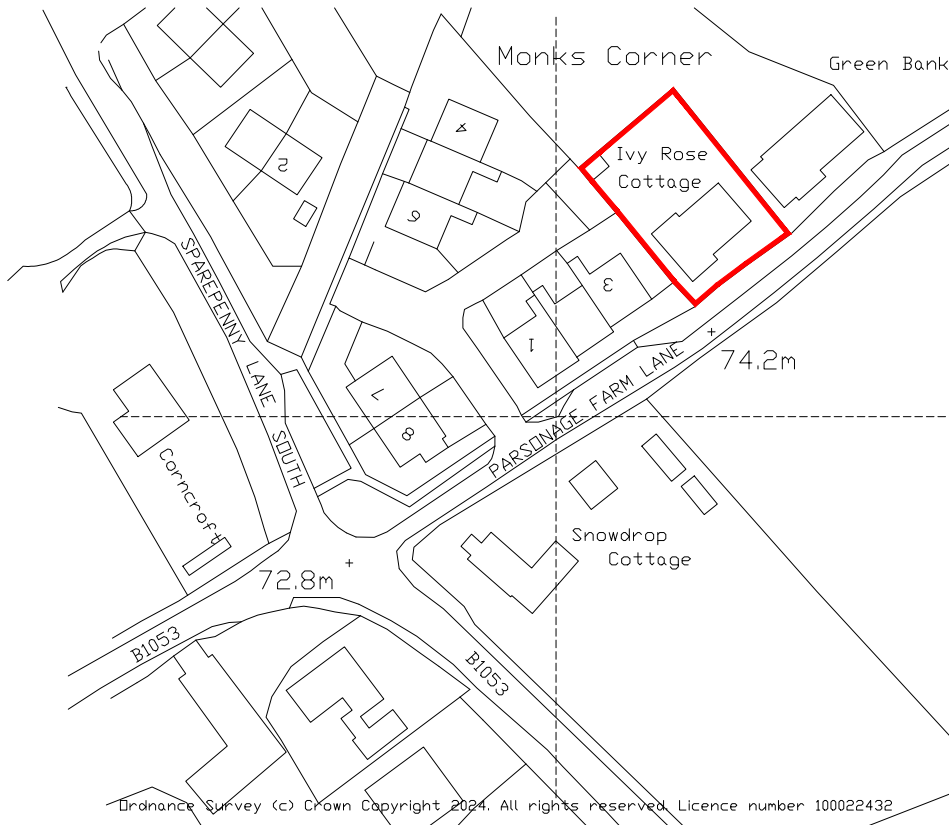 Monks Corner
Green Bank
4
2
Ivy Rose
Cottage
6
3
SPAREPENNY LANE SOUTH
1
74.2m
7
PARSONAGE FARM LANE
8
Corncroft
Snowdrop
Cottage
72.8m
B1053
B1053
Ordnance Survey (c) Crown Copyright 2024. All rights reserved. Licence number 100022432